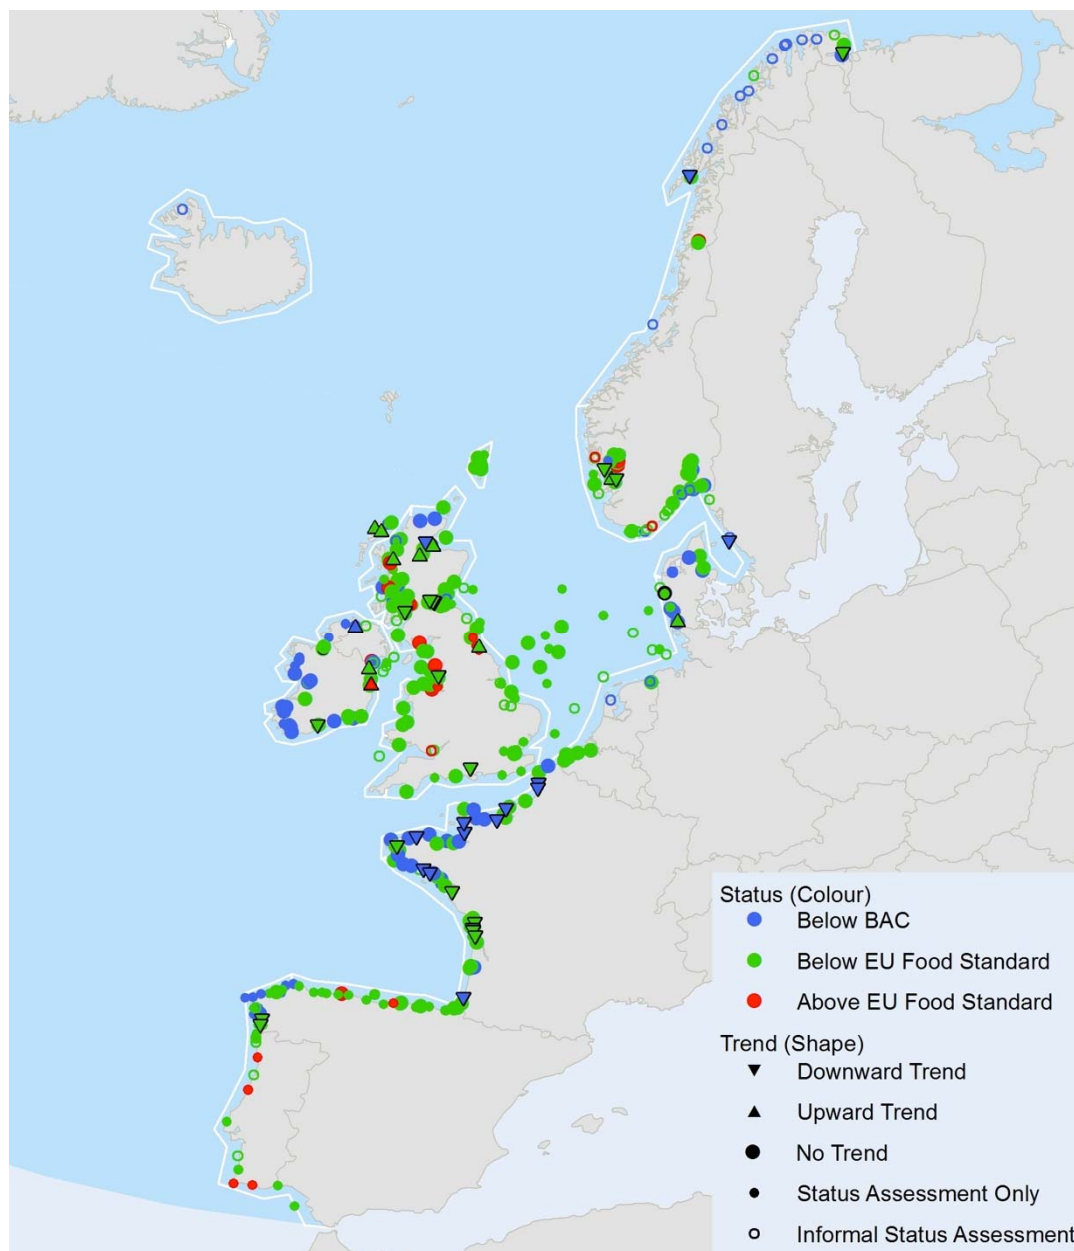 Status (Colour)
Below BAC
Below EU Food Standard
Above EU Food Standard
Trend (Shape)
Downward Trend
Upward Trend
No Trend
Status Assessment Only
Informal Status Assessment